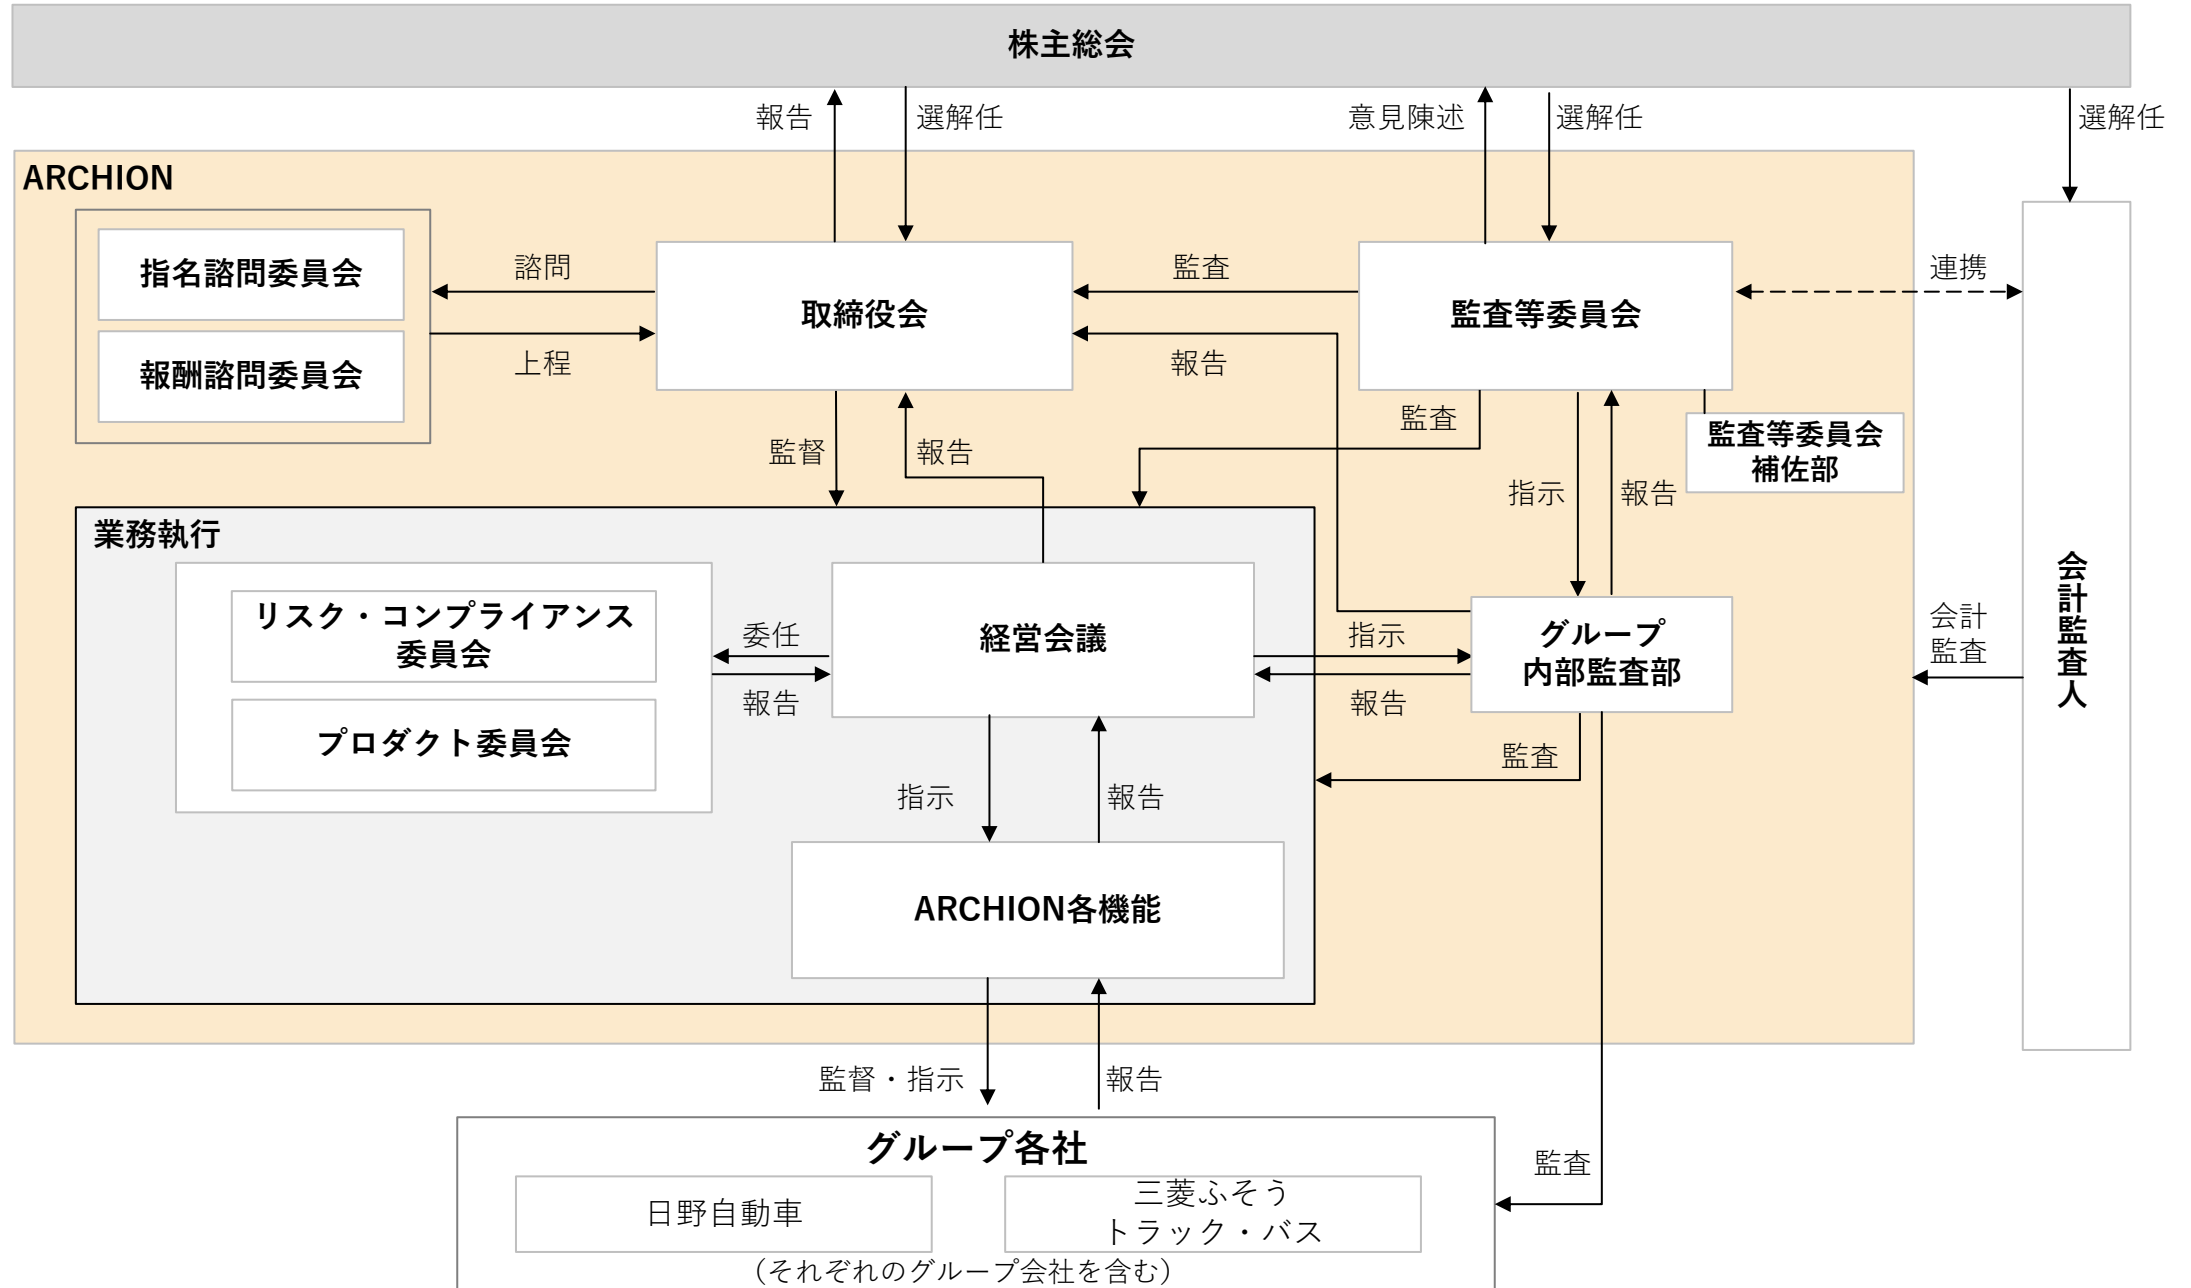 株主総会
報告
選解任
意見陳述
選解任
選解任
ARCHION
指名諮問委員会
報酬諮問委員会
諮問
上程
取締役会
監査
報告
監査等委員会
連携
監査
監査等委員会
補佐部
監督
報告
指示
報告
業務執行
リスク・コンプライアンス
委員会
プロダクト委員会
委任
報告
経営会議
指示
報告
グループ
内部監査部
会計
監査
会計監査人
監査
指示
報告
ARCHION各機能
監督・指示
報告
グループ各社
監査
日野自動車
三菱ふそう
トラック・バス
（それぞれのグループ会社を含む）